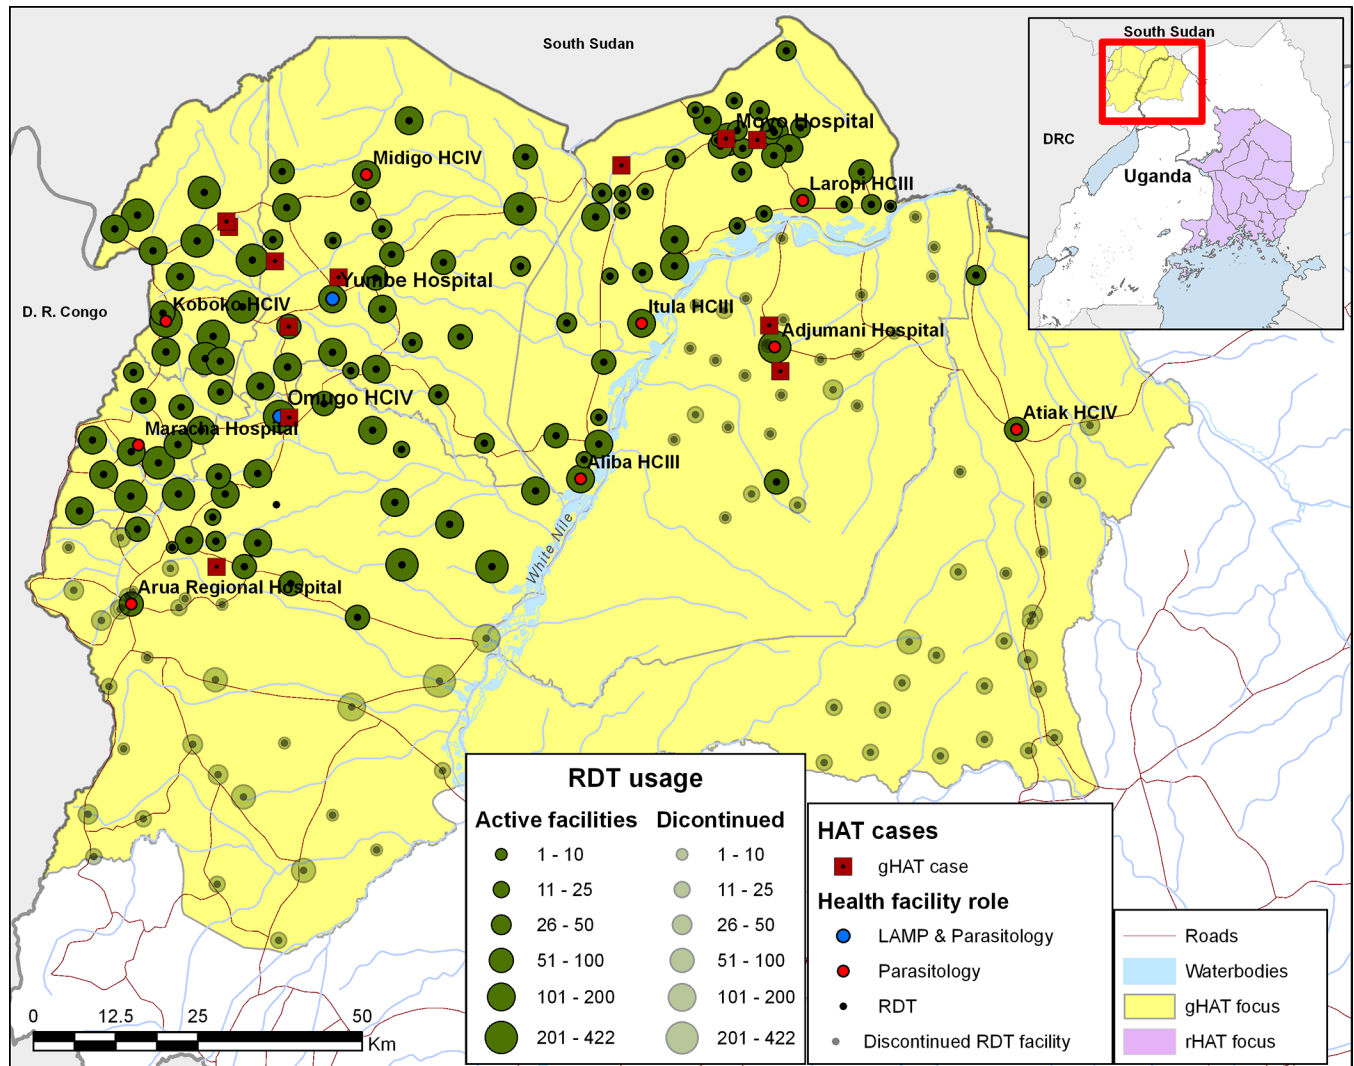 South Sudan
South Sudan
DRC
Uganda
Moyo Hospital
Midigo HCIV
Laropi HCIII
D. R. Congo
Yumbe Hospital
Koboko HCIV
Itula HCIII
Adjumani Hospital
Omugo HCIV
Atiak HCIV
Maracha Hospital
Aliba HCIII
White Nile
Arua Regional Hospital
RDT usage
Active facilities Dicontinued
1 - 10 1 - 10
11 - 25 11 - 25
26 - 50 26 - 50
51 - 100 51 - 100
101 - 200 101 - 200
201 - 422 201 - 422
HAT cases
gHAT case
Health facility role
LAMP & Parasitology
Parasitology
RDT
Discontinued RDT facility
Roads
Waterbodies
gHAT focus
rHAT focus
0 12.5 25 50
Km